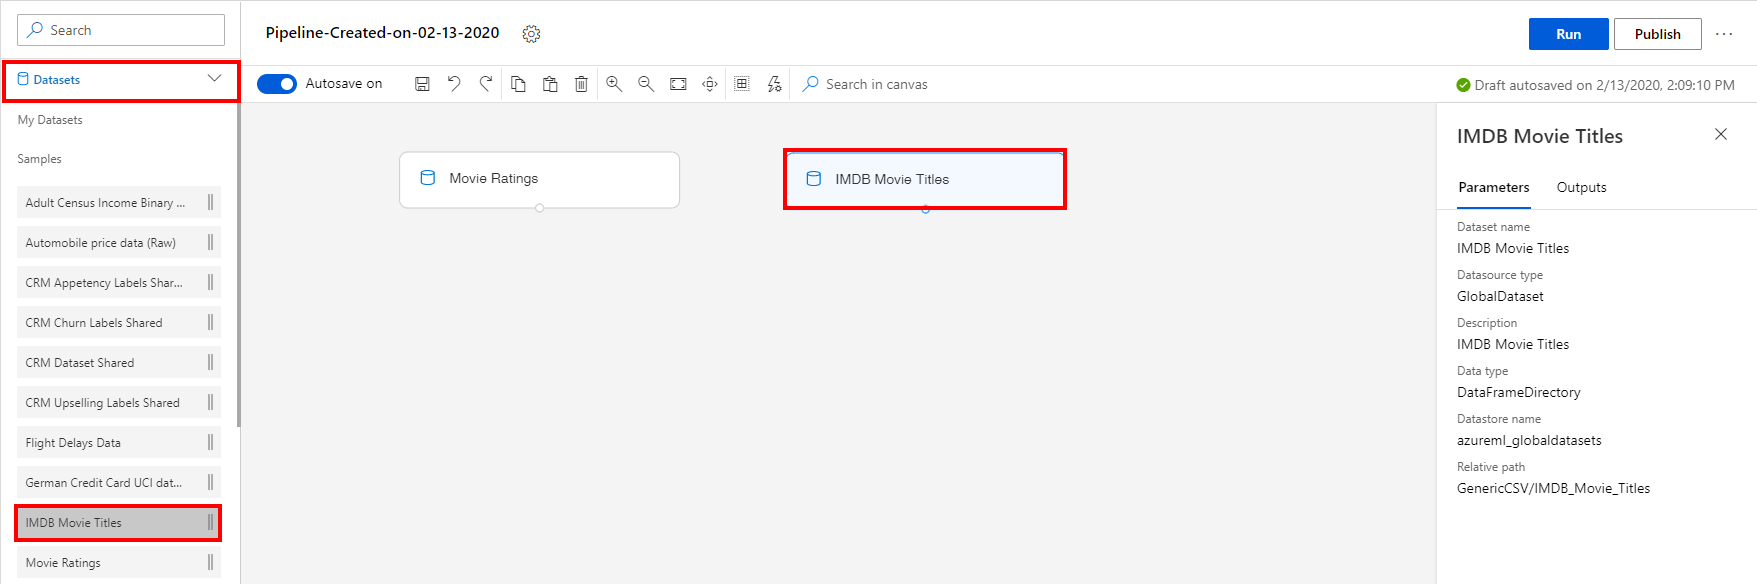 Search
Datasets
My Datasets
Samples
Adult Census Income Binary ...
Automobile price data (Raw)
CRM Appetency Labels Shar...
CRM Churn Labels Shared
CRM Dataset Shared
CRM Upselling Labels Shared
Flight Delays Data
German Credit Card UCI dat...
IMDB Movie Titles
Movie Ratings
Pipeline-Created-on-02-13-2020
Run
Publish
Autosave on
Search in canvas
Draft autosaved on 2/13/2020, 2:09:10 PM
Movie Ratings
IMDB Movie Titles
IMDB Movie Titles
Parameters
Outputs
Dataset name
IMDB Movie Titles
Datasource type
GlobalDataset
Description
IMDB Movie Titles
Data type
DataFrameDirectory
Datastore name
azureml_globaldatasets
Relative path
GenericCSV/IMDB_Movie_Titles